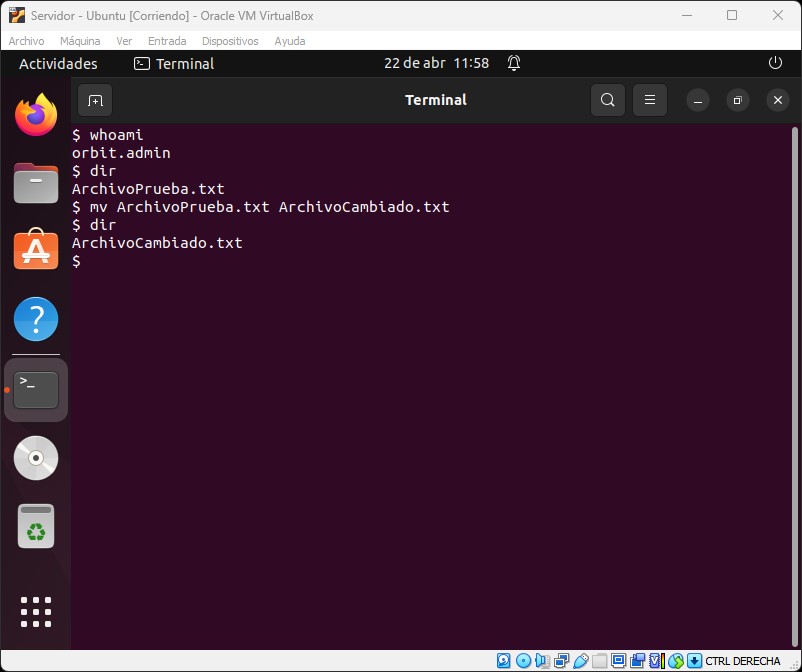 Servidor - Ubuntu [Corriendo] - Oracle VM VirtualBox
Archivo Máquina Ver Entrada Dispositivos Ayuda
Actividades Terminal 22 de abr 11:58
Terminal
$ whoami
orbit.admin
$ dir
ArchivoPrueba.txt
$ mv ArchivoPrueba.txt ArchivoCambiado.txt
$ dir
ArchivoCambiado.txt
$
CTRL DERECHA